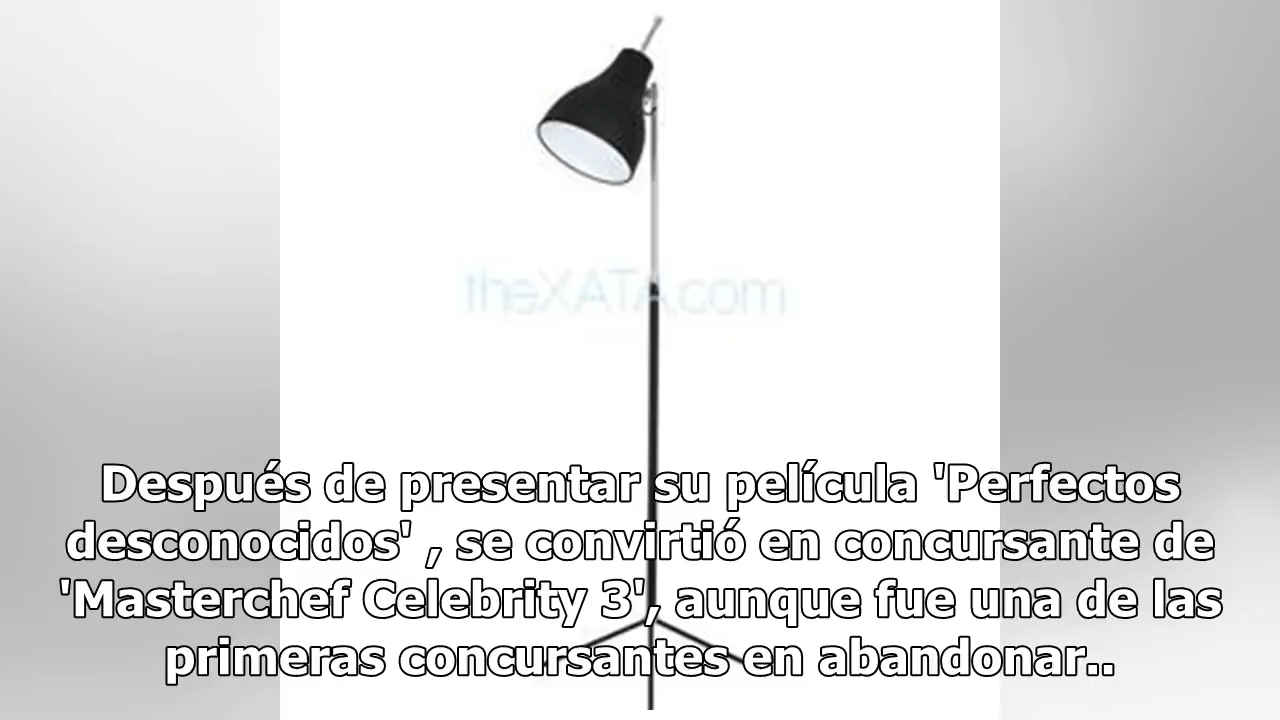 theXATA.com
Después de presentar su película 'Perfectos
desconocidos' , se convirtió en concursante de
'Masterchef Celebrity 3', aunque fue una de las
primeras concursantes en abandonar..